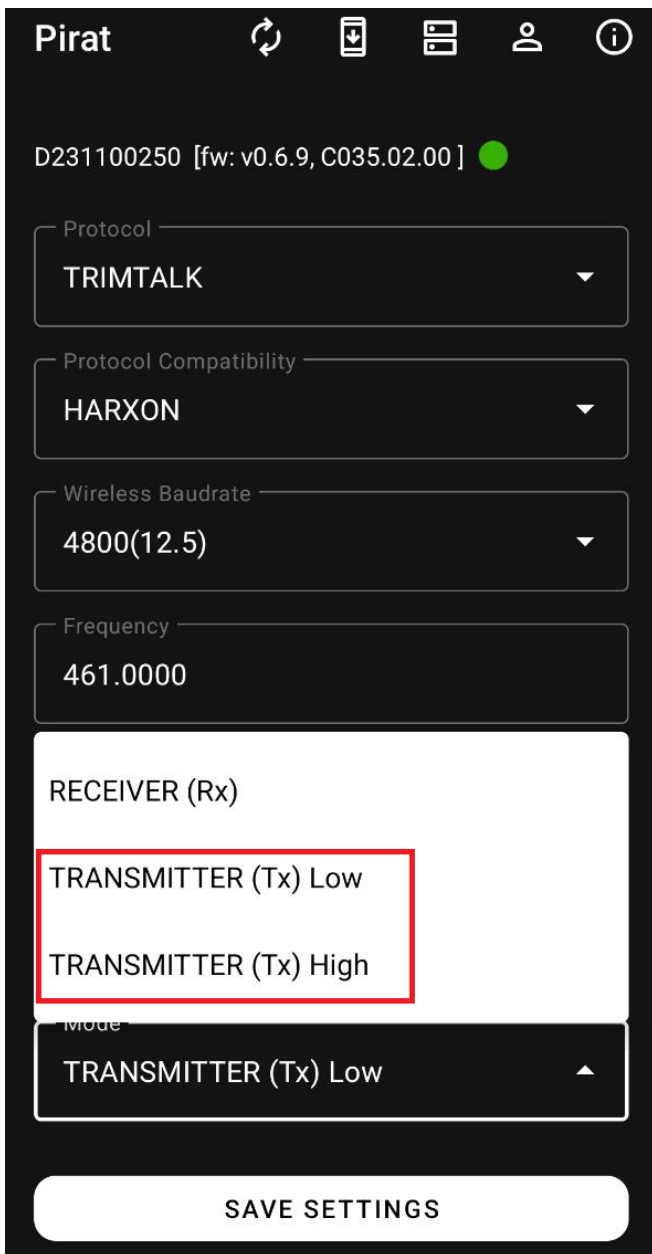 Pirat
D231100250 [fw: v0.6.9, C035.02.00 ]
Protocol
TRIMTALK
Protocol Compatibility
HARXON
Wireless Baudrate
4800(12.5)
Frequency
461.0000
RECEIVER (Rx)
TRANSMITTER (Tx) Low
TRANSMITTER (Tx) High
Mode
TRANSMITTER (Tx) Low
SAVE SETTINGS